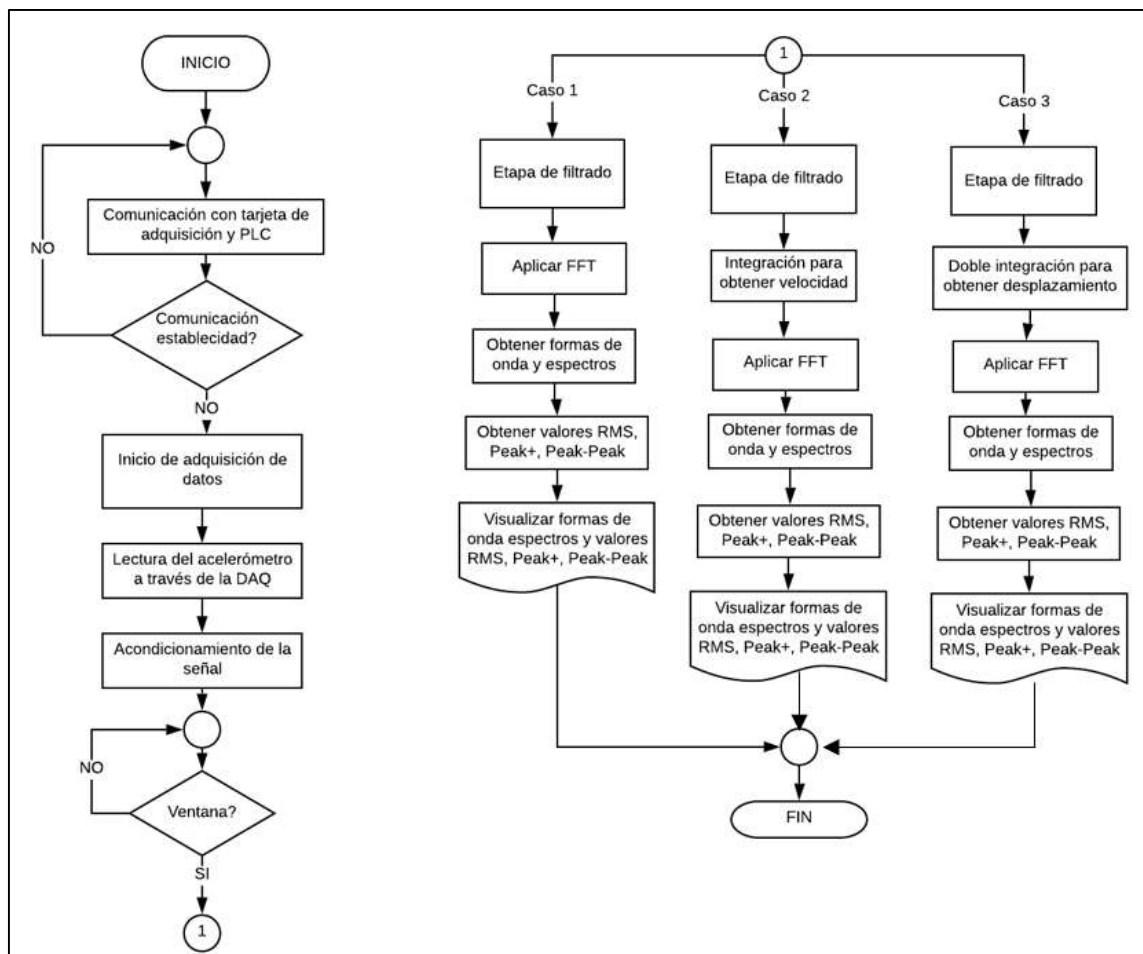 INICIO
Comunicación con tarjeta de
adquisición y PLC
NO
Comunicación
establecidad?
NO
Inicio de adquisición de
datos
Lectura del acelerómetro
a través de la DAQ
Acondicionamiento de la
señal
NO
Ventana?
SI
1
1
Caso 1
Etapa de filtrado
Aplicar FFT
Obtener formas de
onda y espectros
Obtener valores RMS,
Peak+, Peak-Peak
Visualizar formas de
onda espectros y valores
RMS, Peak+, Peak-Peak
Caso 2
Etapa de filtrado
Integración para
obtener velocidad
Aplicar FFT
Obtener formas de
onda y espectros
Obtener valores RMS,
Peak+, Peak-Peak
Visualizar formas de
onda espectros y valores
RMS, Peak+, Peak-Peak
Caso 3
Etapa de filtrado
Doble integración para
obtener desplazamiento
Aplicar FFT
Obtener formas de
onda y espectros
Obtener valores RMS,
Peak+, Peak-Peak
Visualizar formas de
onda espectros y valores
RMS, Peak+, Peak-Peak
FIN